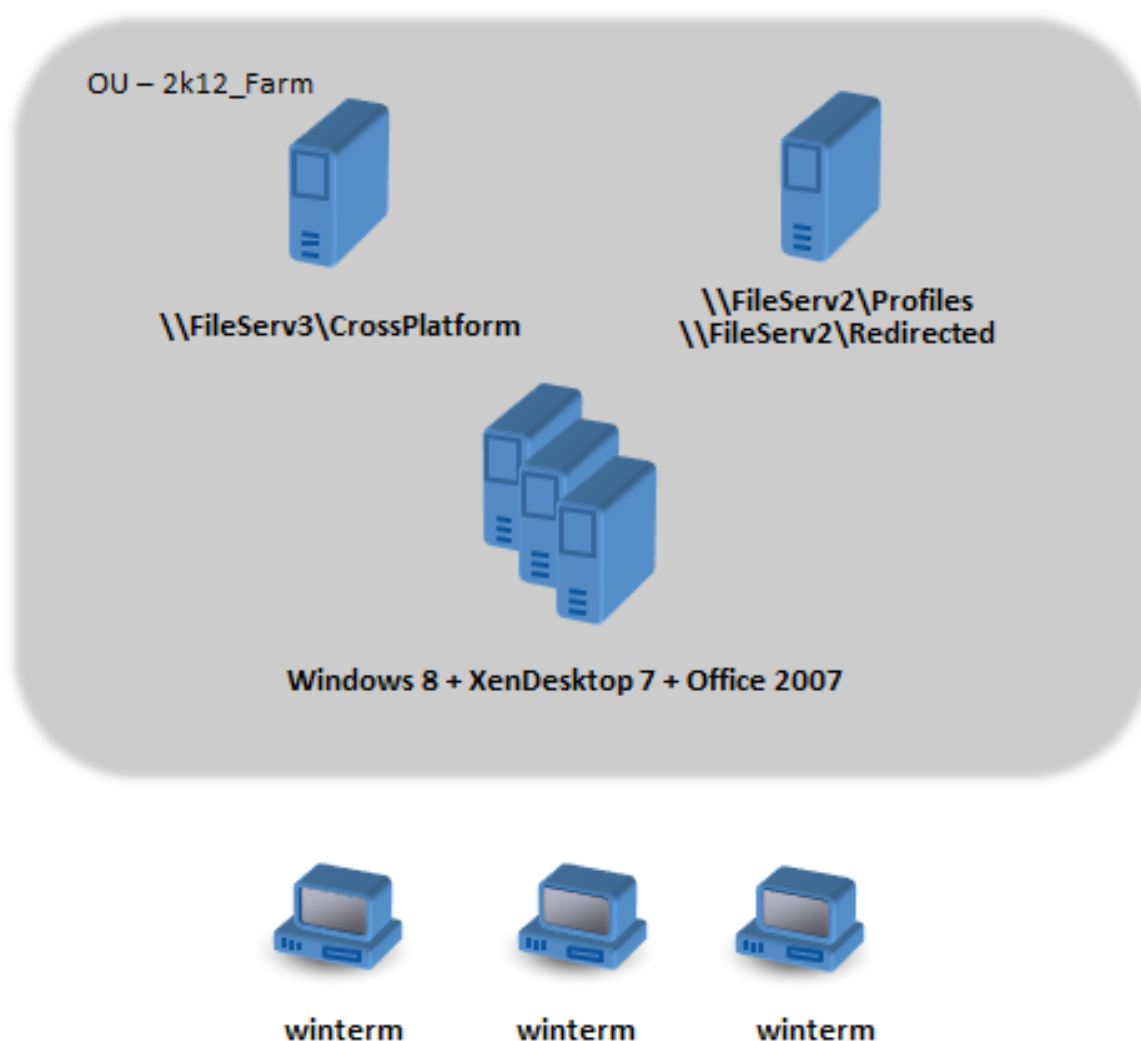 OU – 2k12_Farm
\\FileServ3\CrossPlatform
\\FileServ2\Profiles
\\FileServ2\Redirected
Windows 8 + XenDesktop 7 + Office 2007
winterm
winterm
winterm